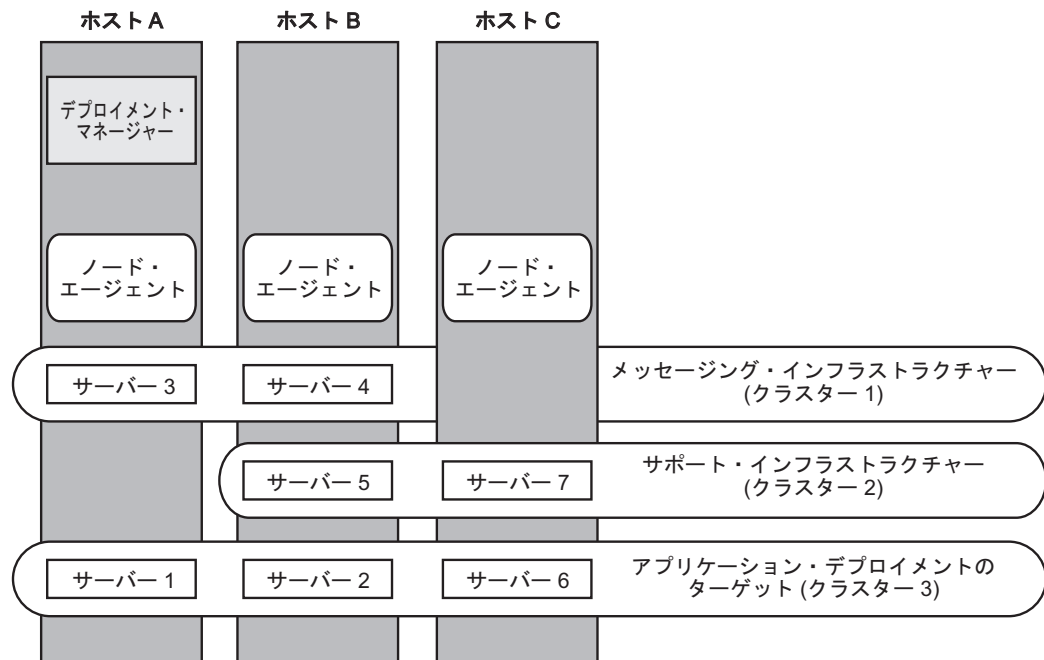 ホスト A
ホスト B
ホスト C
デプロイメント・
マネージャー
ノード・
エージェント
ノード・
エージェント
ノード・
エージェント
サーバー 3
サーバー 4
メッセージング・インフラストラクチャー
(クラスター 1)
サーバー 5
サーバー 7
サポート・インフラストラクチャー
(クラスター 2)
サーバー 1
サーバー 2
サーバー 6
アプリケーション・デプロイメントの
ターゲット (クラスター 3)